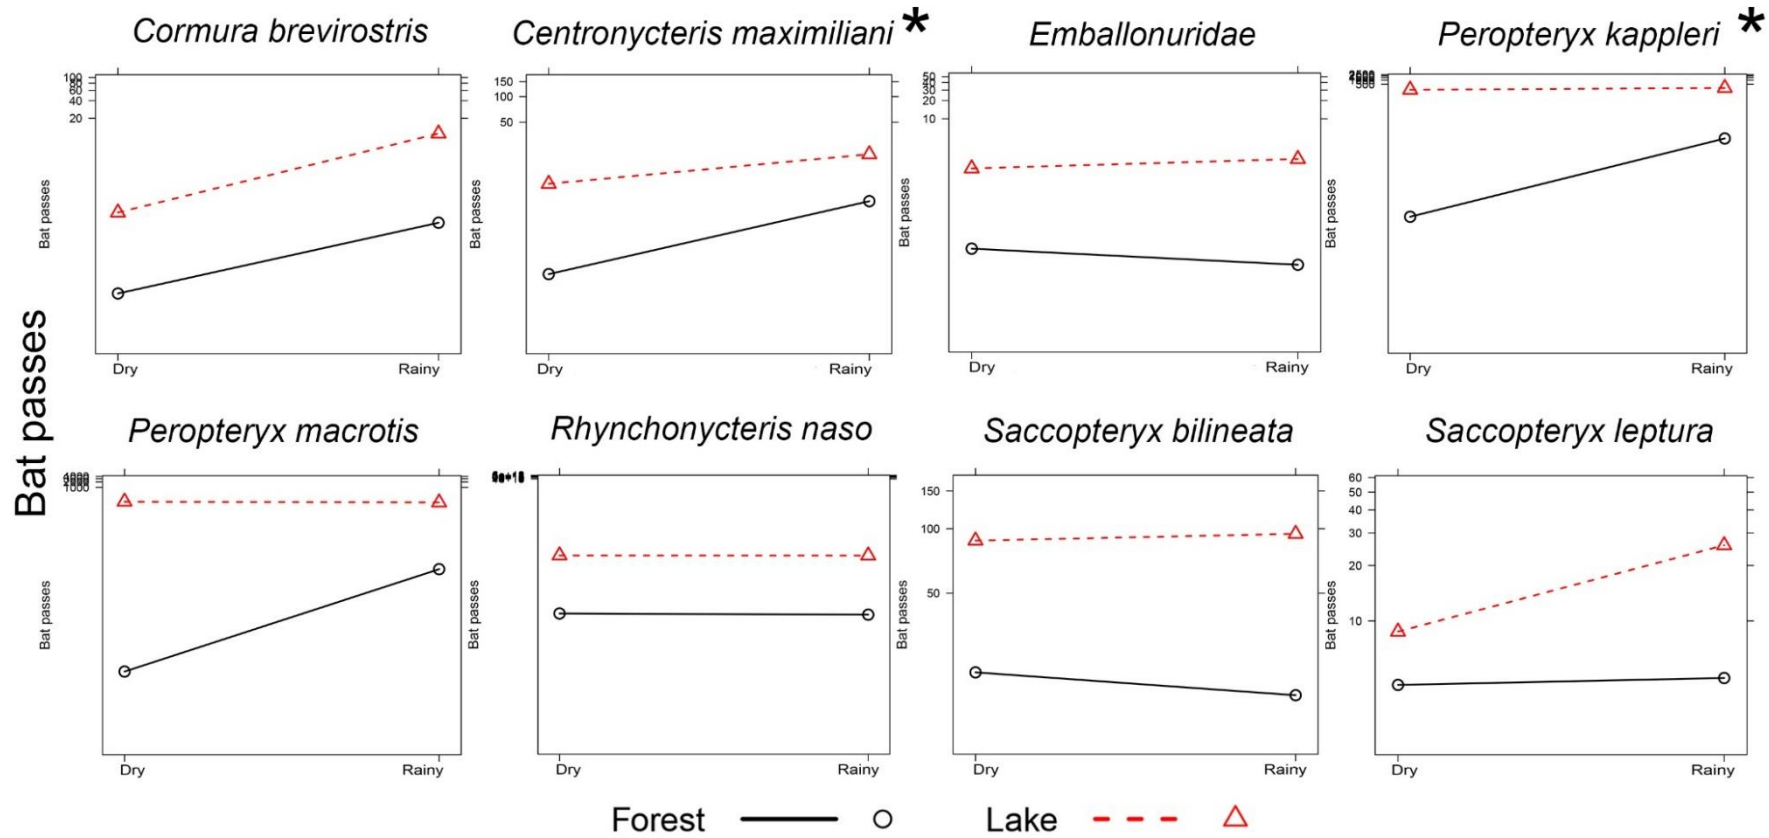 Cormura brevirostris
Centronycteris maximiliani *
Emballonuridae
Peropteryx kappleri *
100
60
40
20
Bat passes
Dry
Rainy
150
100
50
Bat passes
Dry
Rainy
50
30
20
10
Bat passes
Dry
Rainy
500
Bat passes
Dry
Rainy
Bat passes
Peropteryx macrotis
Rhynchonycteris naso
Saccopteryx bilineata
Saccopteryx leptura
1000
Bat passes
Dry
Rainy
Bat passes
Dry
Rainy
150
100
50
Bat passes
Dry
Rainy
60
50
40
30
20
10
Bat passes
Dry
Rainy
Forest
Lake